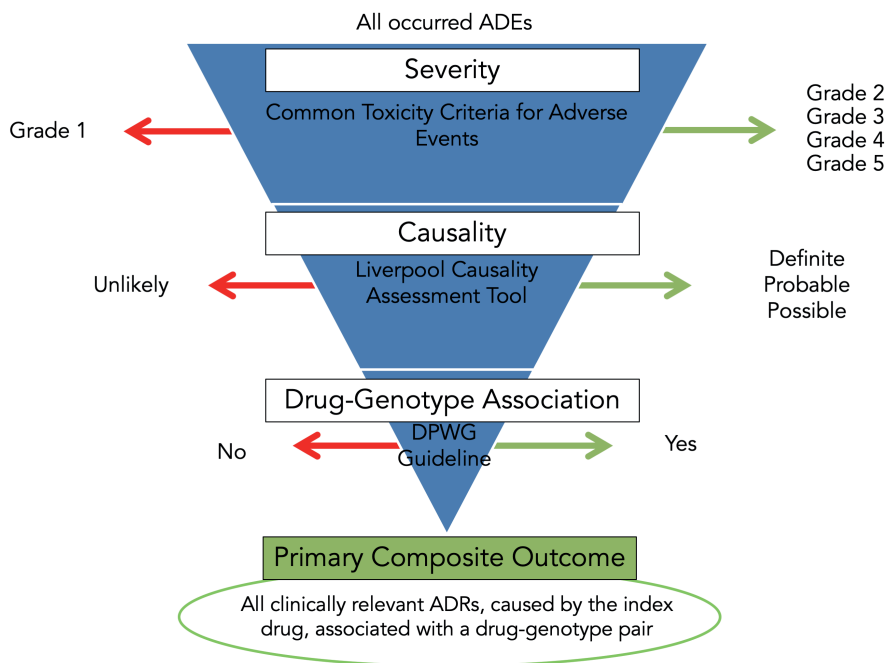 All occurred ADEs
Severity
Common Toxicity Criteria for Adverse
Events
Grade 1
Grade 2
Grade 3
Grade 4
Grade 5
Causality
Liverpool Causality
Assessment Tool
Unlikely
Definite
Probable
Possible
Drug-Genotype Association
DPWG
Guideline
No
Yes
Primary Composite Outcome
All clinically relevant ADRs, caused by the index
drug, associated with a drug-genotype pair